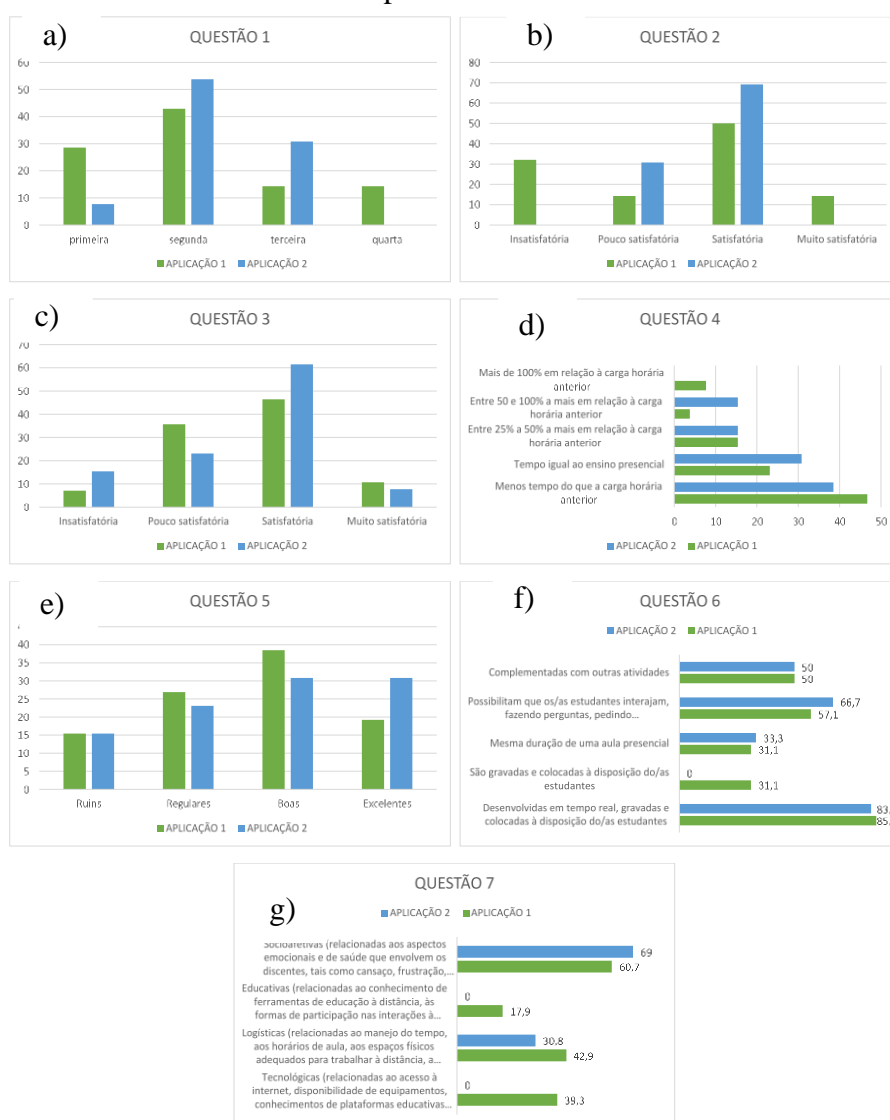 a)
QUESTÃO 1
60
50
40
30
20
10
0
primeira segunda terceira quarta
APLICAÇÃO 1 APLICAÇÃO 2
b)
QUESTÃO 2
80
70
60
50
40
30
20
10
0
Insatisfatória Pouco satisfatória Satisfatória Muito satisfatória
APLICAÇÃO 1 APLICAÇÃO 2
c)
QUESTÃO 3
70
60
50
40
30
20
10
0
Insatisfatória Pouco satisfatória Satisfatória Muito satisfatória
APLICAÇÃO 1 APLICAÇÃO 2
d)
QUESTÃO 4
Mais de 100% em relação à carga horária
anterior
Entre 50 e 100% a mais em relação à carga
horária anterior
Entre 25% a 50% a mais em relação à carga
horária anterior
Tempo igual ao ensino presencial
Menos tempo do que a carga horária
anterior
0 10 20 30 40 50
APLICAÇÃO 2 APLICAÇÃO 1
e)
QUESTÃO 5
40
35
30
25
20
15
10
5
0
Ruins Regulares Boas Excelentes
APLICAÇÃO 1 APLICAÇÃO 2
f)
QUESTÃO 6
APLICAÇÃO 2 APLICAÇÃO 1
Complementadas com outras atividades
50
50
Possibilitam que os/as estudantes interajam,
fazendo perguntas, pedindo...
66,7
57,1
Mesma duração de uma aula presencial
33,3
31,1
São gravadas e colocadas à disposição do/as
estudantes
0
31,1
Desenvolvidas em tempo real, gravadas e
colocadas à disposição do/as estudantes
83,
85,
g)
QUESTÃO 7
APLICAÇÃO 2 APLICAÇÃO 1
Socioafetivas (relacionadas aos aspectos
emocionais e de saúde que envolvem os
discentes, tais como cansaço, frustração,...
69
60,7
Educativas (relacionadas ao conhecimento de
ferramentas de educação à distância, às
formas de participação nas interações à...
0
17,9
Logísticas (relacionadas ao manejo do tempo,
aos horários de aula, aos espaços físicos
adequados para trabalhar à distância, a...
30,8
42,9
Tecnológicas (relacionadas ao acesso à
internet, disponibilidade de equipamentos,
conhecimentos de plataformas educativas...
0
39,3